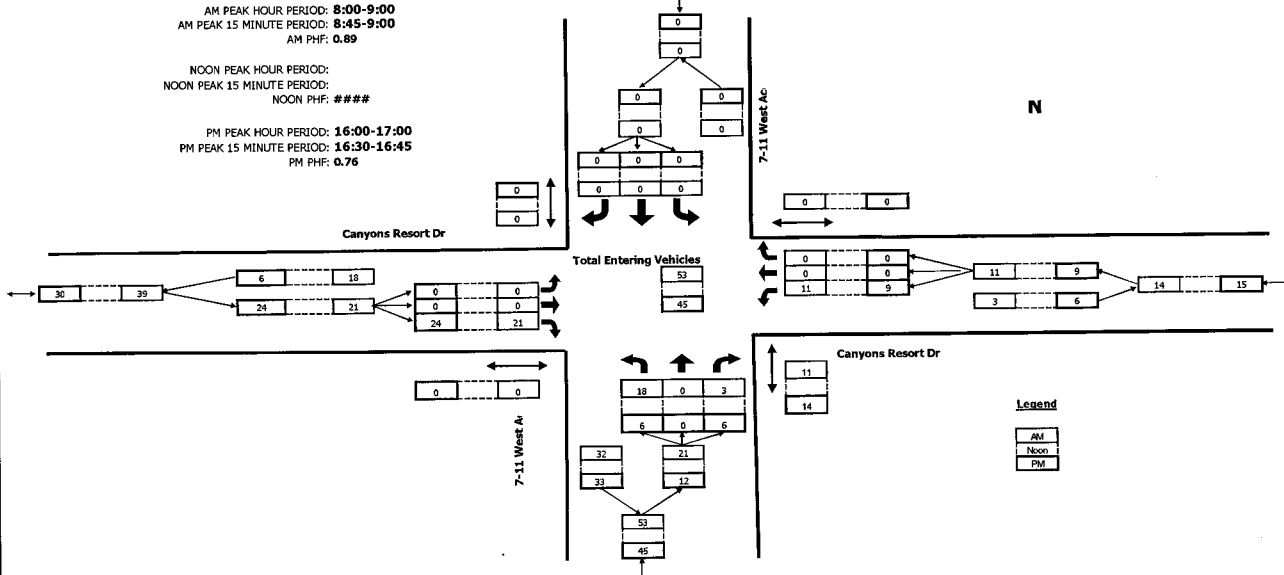 AM PEAK HOUR PERIOD: 8:00-9:00
AM PEAK 15 MINUTE PERIOD: 8:45-9:00
AM PHF: 0.89
NOON PEAK HOUR PERIOD:
NOON PEAK 15 MINUTE PERIOD:
NOON PHF: ####
PM PEAK HOUR PERIOD: 16:00-17:00
PM PEAK 15 MINUTE PERIOD: 16:30-16:45
PM PHF: 0.76
0
0
0 0
0 0
0 0 0
0 0 0
7-11 West Ac
N
0
0
0 0
Canyons Resort Dr
Total Entering Vehicles
53
45
6 18
30 39
24 21
0 0
0 0
24 21
0 0
0 0
11 9
11 9
3 6
14 15
0 0
7-11 West Ac
18 0 3
6 0 6
32 21
33 12
53
45
Canyons Resort Dr
11
14
Legend
AM
Noon
PM